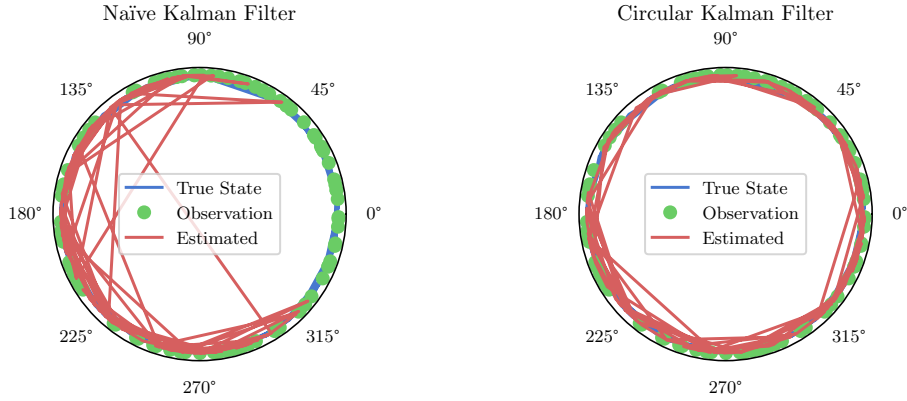 Naïve Kalman Filter
90°
135°
45°
180°
True State
Observation
Estimated
0°
225°
315°
270°
Circular Kalman Filter
90°
135°
45°
180°
True State
Observation
Estimated
0°
225°
315°
270°